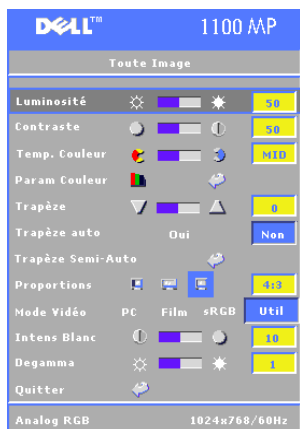 DELL™ 1100 MP
Toute Image
Luminosité 50
Contraste 50
Temp. Couleur MID
Param Couleur
Trapèze 0
Trapèze auto Oui Non
Trapèze Semi-Auto
Proportions 4:3
Mode Vidéo PC Film sRGB Util
Intens Blanc 10
Degamma 1
Quitter
Analog RGB 1024x768/60Hz